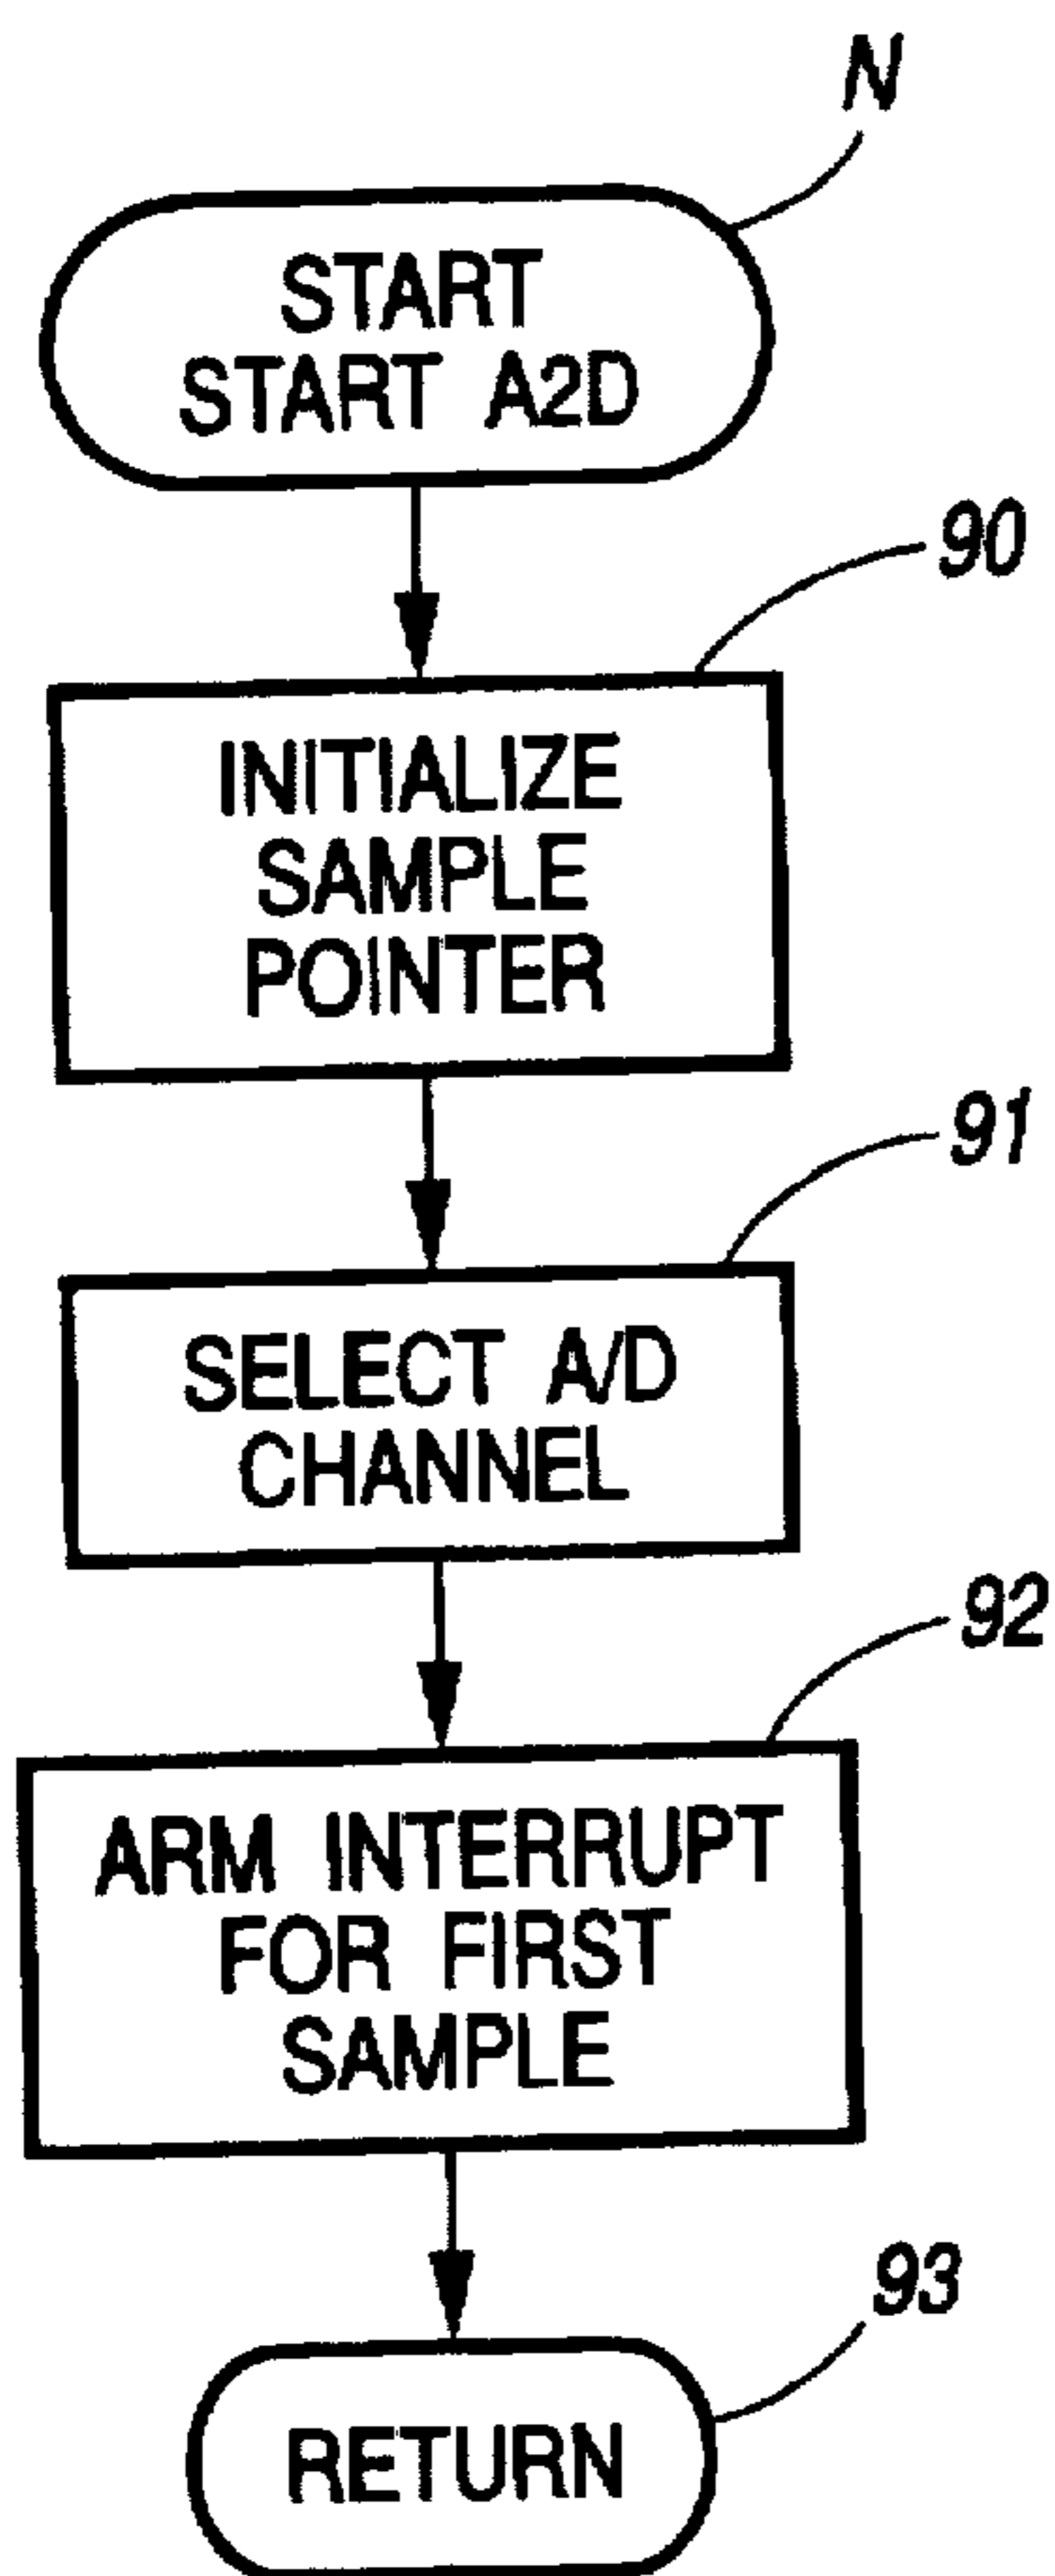 N
START
START A2D
90
INITIALIZE
SAMPLE
POINTER
91
SELECT A/D
CHANNEL
92
ARM INTERRUPT
FOR FIRST
SAMPLE
93
RETURN